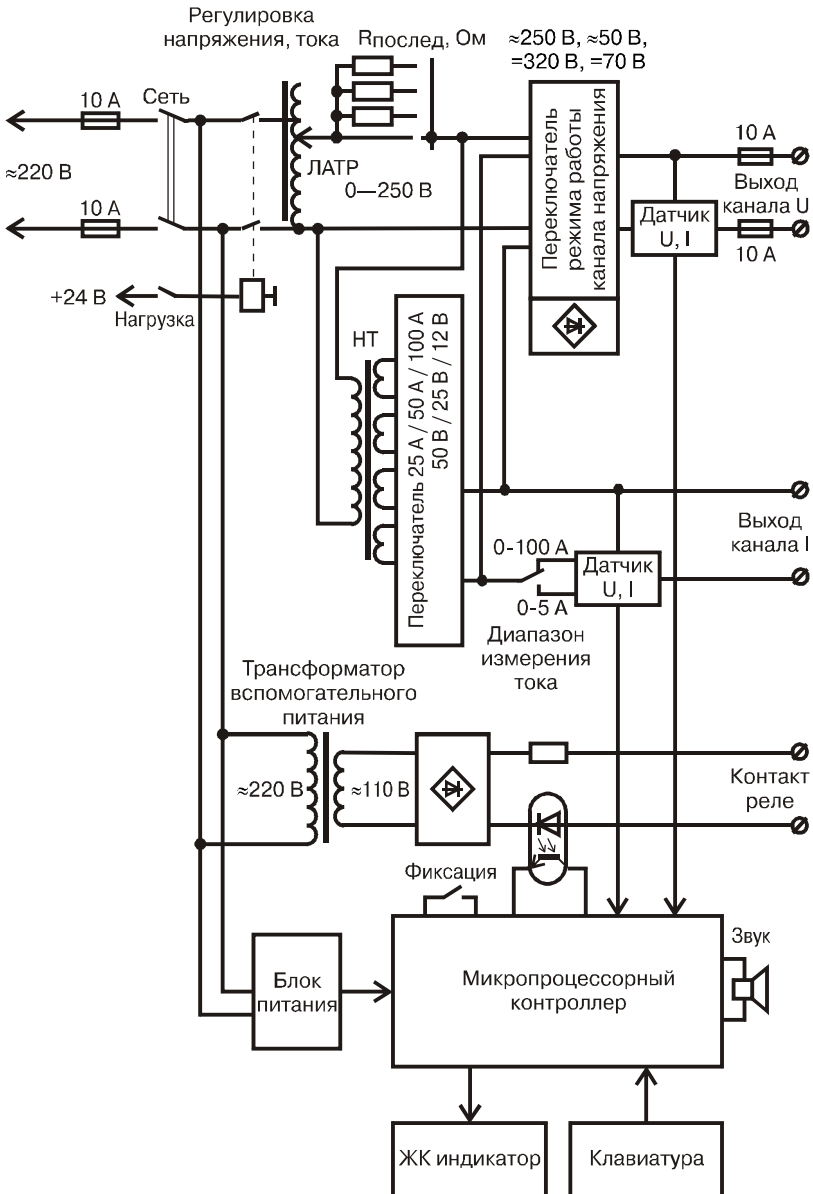 Регулировка
напряжения, тока
Rпослед, Ом
≈250 В, ≈50 В,
=320 В, =70 В
10 А
Сеть
≈220 В
ЛАТР
0—250 В
Переключатель
режима работы
канала напряжения
10 А
Выход
канала U
Датчик
U, I
10 А
10 А
+24 В
Нагрузка
НТ
Переключатель 25 А / 50 А / 100 А
50 В / 25 В / 12 В
Выход
канала I
0-100 А
Датчик
U, I
0-5 А
Диапазон
измерения
тока
Трансформатор
вспомогательного
питания
≈220 В
≈110 В
Контакт
реле
Фиксация
Звук
Блок
питания
Микропроцессорный
контроллер
ЖК индикатор
Клавиатура